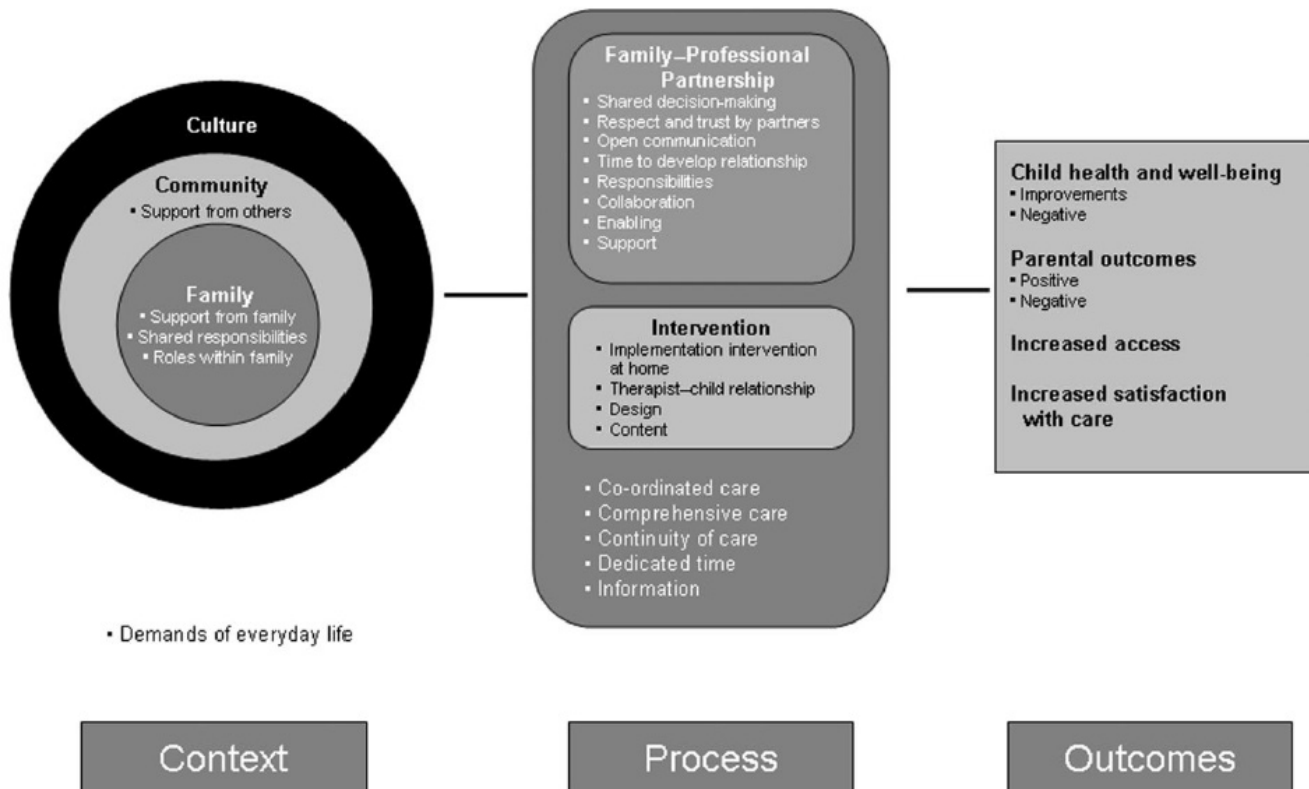 Culture
Community
▪ Support from others
Family
▪ Support from family
▪ Shared responsibilities
▪ Roles within family
▪ Demands of everyday life
Context
Family–Professional
Partnership
▪ Shared decision-making
▪ Respect and trust by partners
▪ Open communication
▪ Time to develop relationship
▪ Responsibilities
▪ Collaboration
▪ Enabling
▪ Support
Intervention
▪ Implementation intervention
at home
▪ Therapist–child relationship
▪ Design
▪ Content
▪ Co-ordinated care
▪ Comprehensive care
▪ Continuity of care
▪ Dedicated time
▪ Information
Process
Child health and well-being
▪ Improvements
▪ Negative
Parental outcomes
▪ Positive
▪ Negative
Increased access
Increased satisfaction
with care
Outcomes